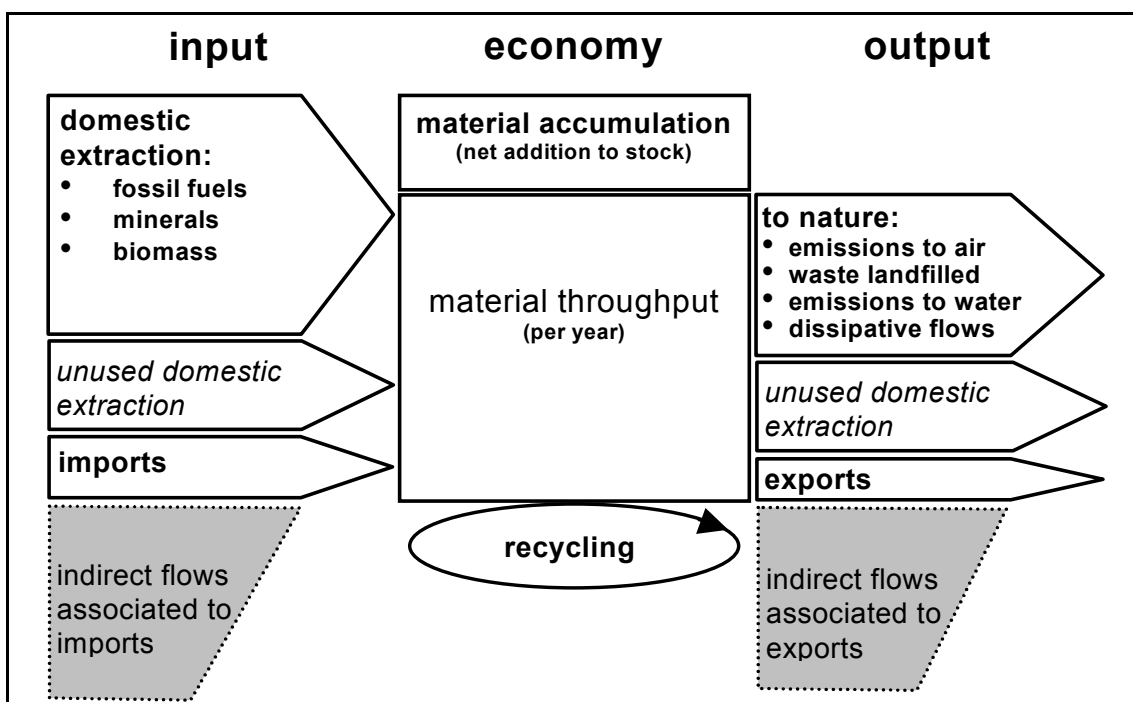 input
economy
output
domestic
extraction:
• fossil fuels
• minerals
• biomass
unused domestic
extraction
imports
indirect flows
associated to
imports
material accumulation
(net addition to stock)
material throughput
(per year)
recycling
to nature:
• emissions to air
• waste landfilled
• emissions to water
• dissipative flows
unused domestic
extraction
exports
indirect flows
associated to
exports